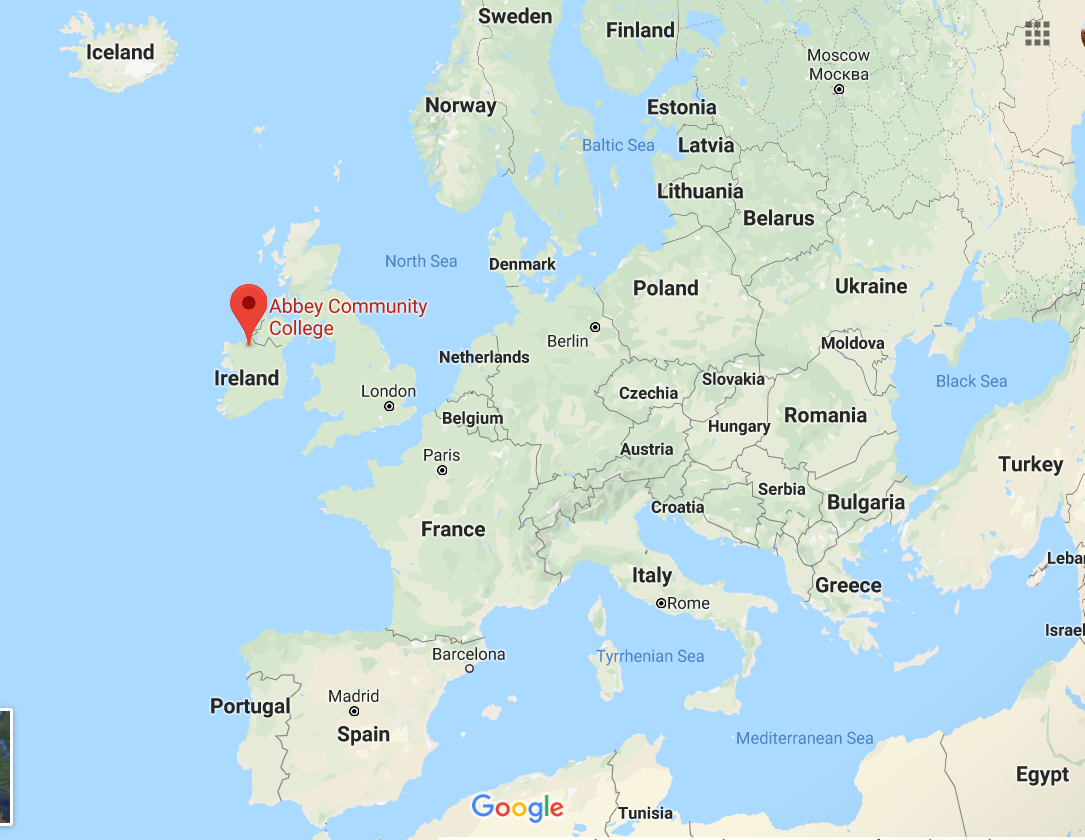 Sweden
Finland
Iceland
Moscow
Москва
Norway
Estonia
Baltic Sea
Latvia
Lithuania
Belarus
North Sea
Denmark
Poland
Ukraine
Abbey Community
College
Berlin
Moldova
Netherlands
Ireland
Slovakia
Black Sea
London
Czechia
Belgium
Romania
Hungary
Paris
Austria
Turkey
Serbia
Croatia
Bulgaria
France
Leban
Italy
Greece
Rome
Israel
Barcelona
Tyrrhenian Sea
Madrid
Portugal
Spain
Mediterranean Sea
Egypt
Google
Tunisia